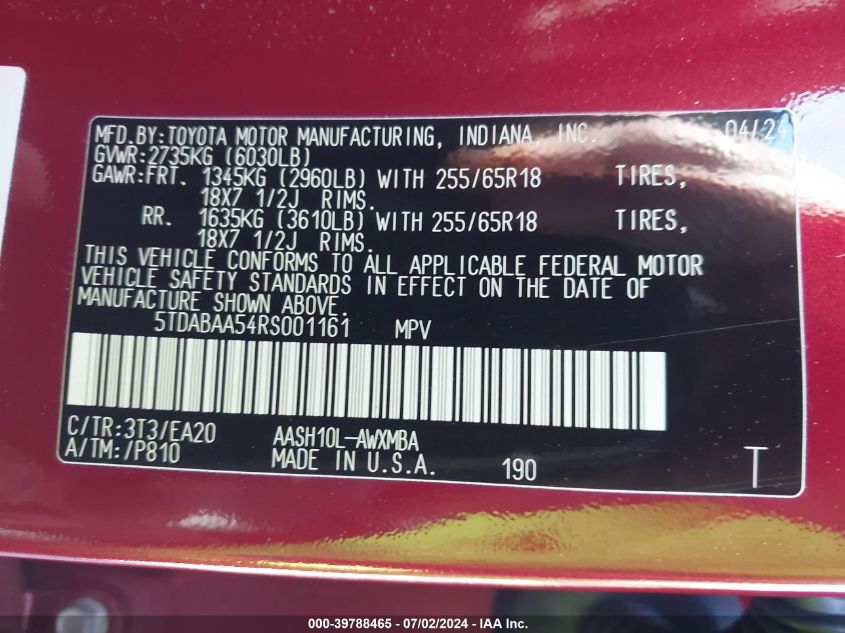 MFD.BY:TOYOTA MOTOR MANUFACTURING, INDIANA, INC. 04/24
GVWR:2735KG (6030LB)
GAWR:FRT. 1345KG (2960LB) WITH 255/65R18 TIRES,
18X7 1/2J RIMS.
RR. 1635KG (3610LB) WITH 255/65R18 TIRES,
18X7 1/2J RIMS.
THIS VEHICLE CONFORMS TO ALL APPLICABLE FEDERAL MOTOR
VEHICLE SAFETY STANDARDS IN EFFECT ON THE DATE OF
MANUFACTURE SHOWN ABOVE.
5TDABAA54RS001161 MPV
C/TR:3T3/EA20 AASH10L-AWXMBA
A/TM:/P810 MADE IN U.S.A. 190 T
000-39788465 - 07/02/2024 - IAA, Inc.